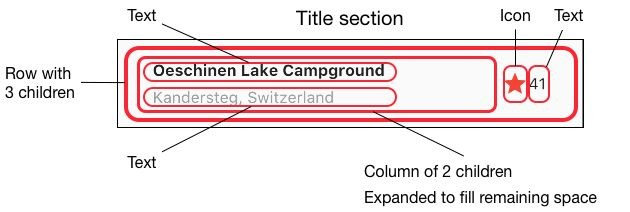 Text
Title section
Icon
Text
Row with
3 children
Oeschinen Lake Campground
41
Kandersteg, Switzerland
Text
Column of 2 children
Expanded to fill remaining space